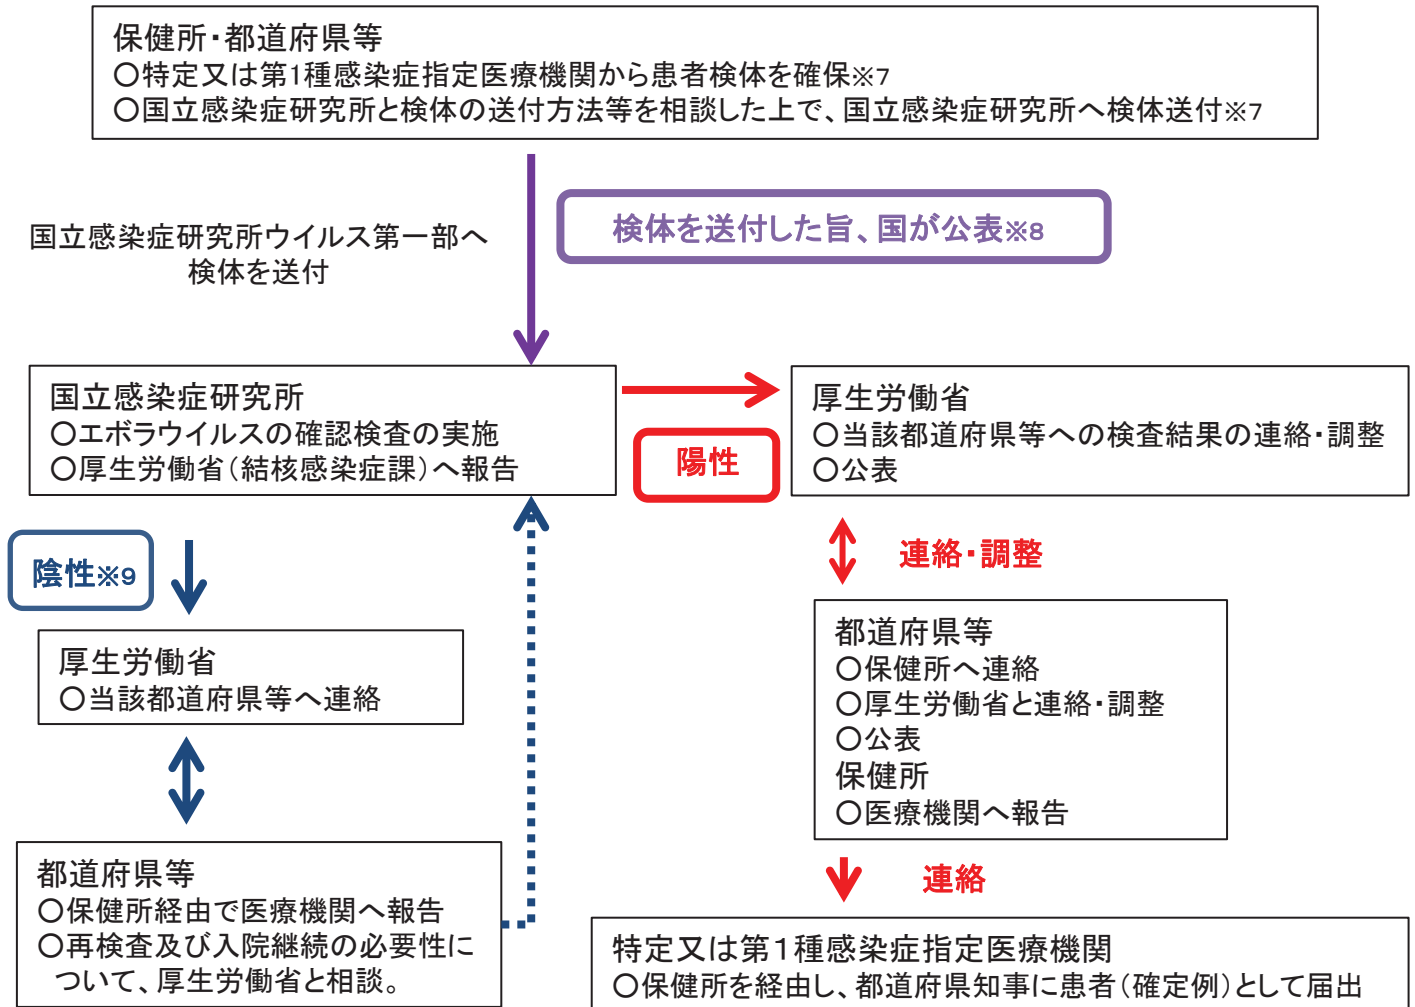 保健所・都道府県等
○特定又は第1種感染症指定医療機関から患者検体を確保※7
○国立感染症研究所と検体の送付方法等を相談した上で、国立感染症研究所へ検体送付※7
国立感染症研究所ウイルス第一部へ
検体を送付
検体を送付した旨、国が公表※8
国立感染症研究所
○エボラウイルスの確認検査の実施
○厚生労働省(結核感染症課)へ報告
陽性
厚生労働省
○当該都道府県等への検査結果の連絡・調整
○公表
陰性※9
連絡・調整
厚生労働省
○当該都道府県等へ連絡
都道府県等
○保健所へ連絡
○厚生労働省と連絡・調整
○公表
保健所
○医療機関へ報告
都道府県等
○保健所経由で医療機関へ報告
○再検査及び入院継続の必要性に
ついて、厚生労働省と相談。
連絡
特定又は第1種感染症指定医療機関
○保健所を経由し、都道府県知事に患者(確定例)として届出